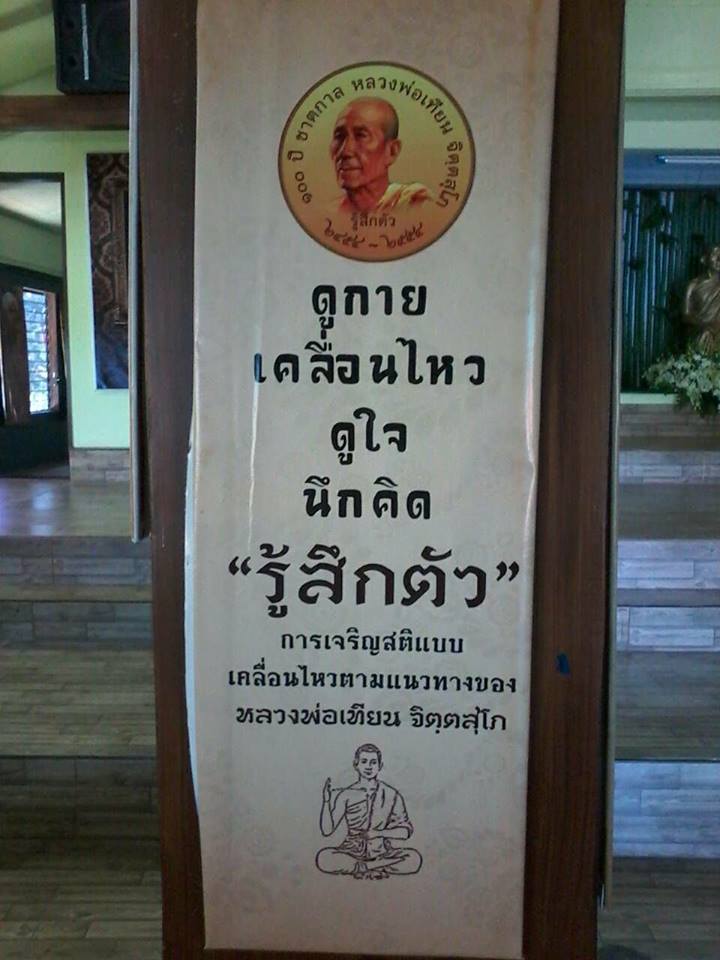 ๑๐๐ ปี ชาตกาล หลวงพ่อเทียน จิตฺตสุโภ
รู้สึกตัว
๒๔๕๔ ~ ๒๕๕๔
ดูกาย
เคลื่อนไหว
ดูใจ
นึกคิด
“รู้สึกตัว”
การเจริญสติแบบ
เคลื่อนไหวตามแนวทางของ
หลวงพ่อเทียน จิตฺตสุโภ